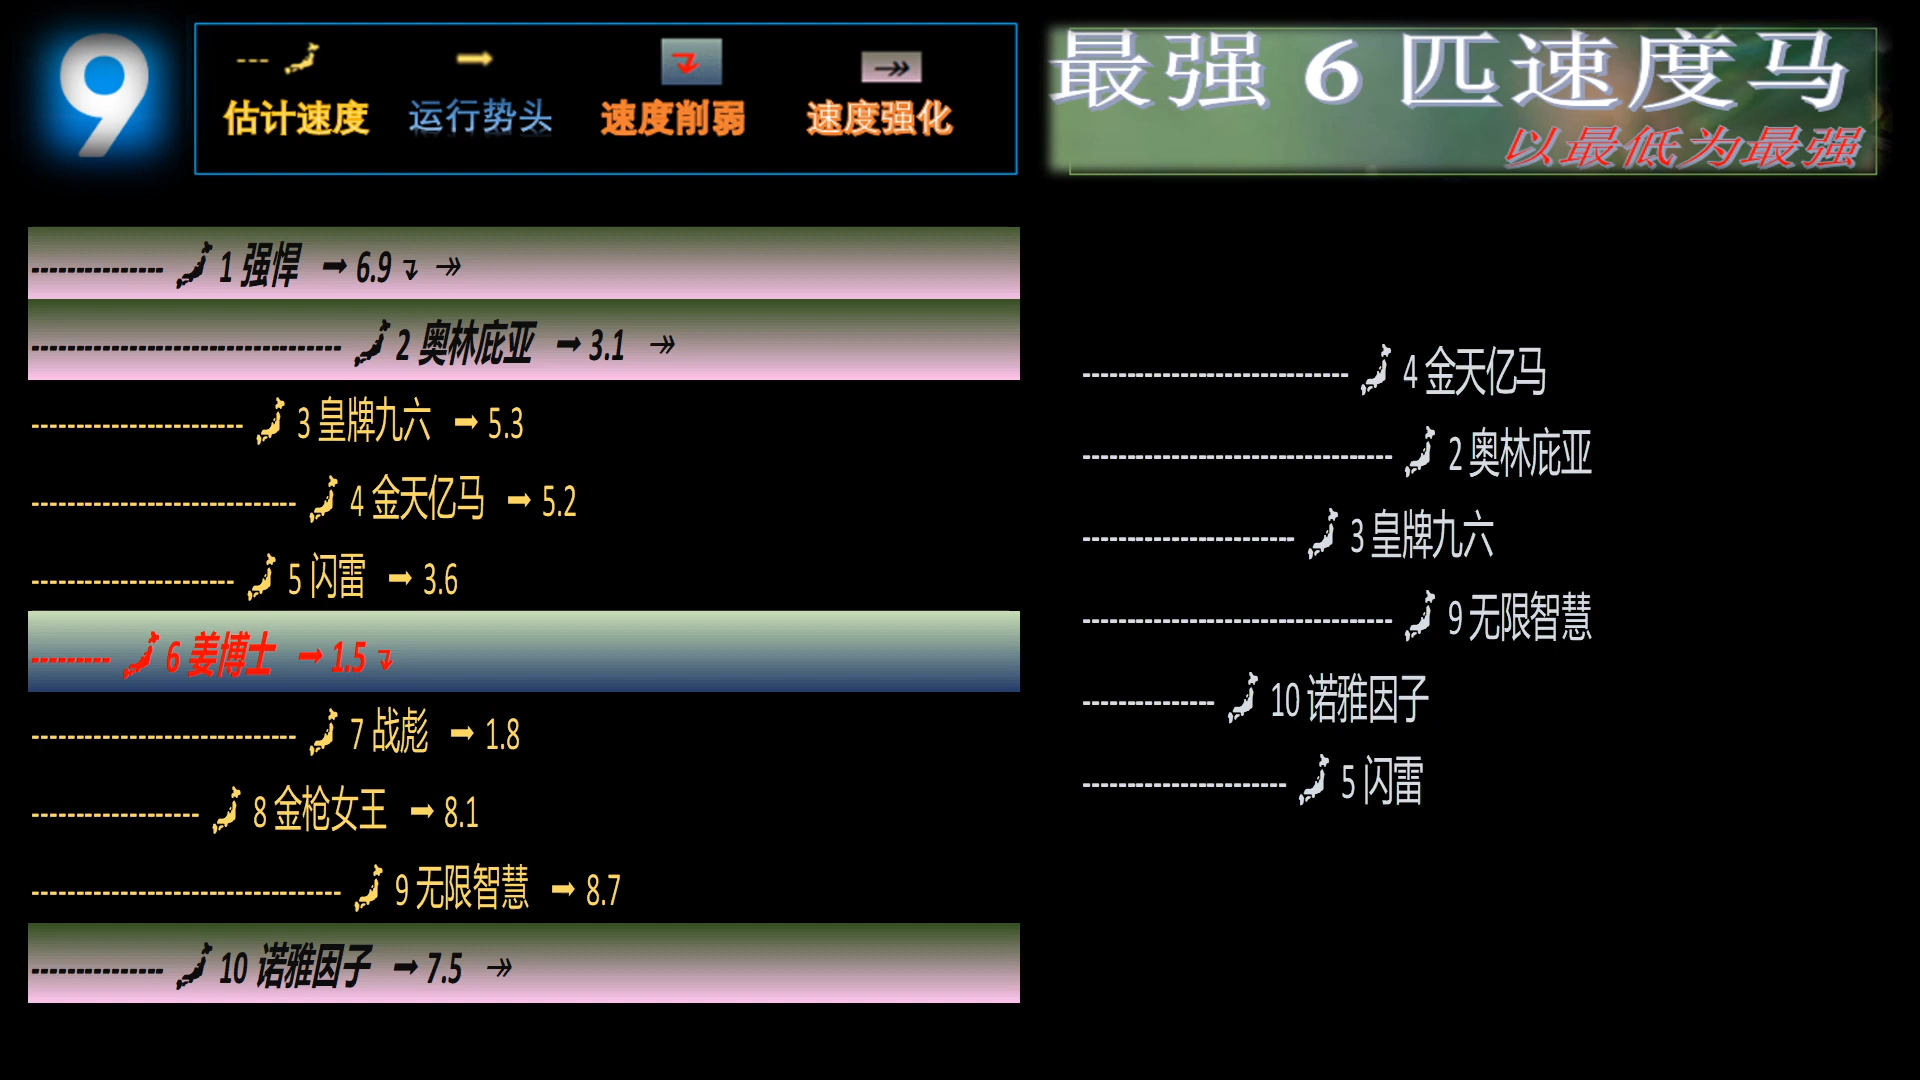 9
估计速度 运行势头 速度削弱 速度强化
最强 6 匹速度马
以最低为最强
--------------- 1 强悍 ➞ 6.9 ↴ ↠
----------------------------------- 2 奥林庇亚 ➞ 3.1 ↠
------------------------ 3 皇牌九六 ➞ 5.3
------------------------------ 4 金天亿马 ➞ 5.2
----------------------- 5 闪雷 ➞ 3.6
--------- 6 姜博士 ➞ 1.5 ↴
------------------------------ 7 战彪 ➞ 1.8
------------------- 8 金枪女王 ➞ 8.1
----------------------------------- 9 无限智慧 ➞ 8.7
--------------- 10 诺雅因子 ➞ 7.5 ↠
------------------------------ 4 金天亿马
----------------------------------- 2 奥林庇亚
------------------------ 3 皇牌九六
----------------------------------- 9 无限智慧
--------------- 10 诺雅因子
----------------------- 5 闪雷